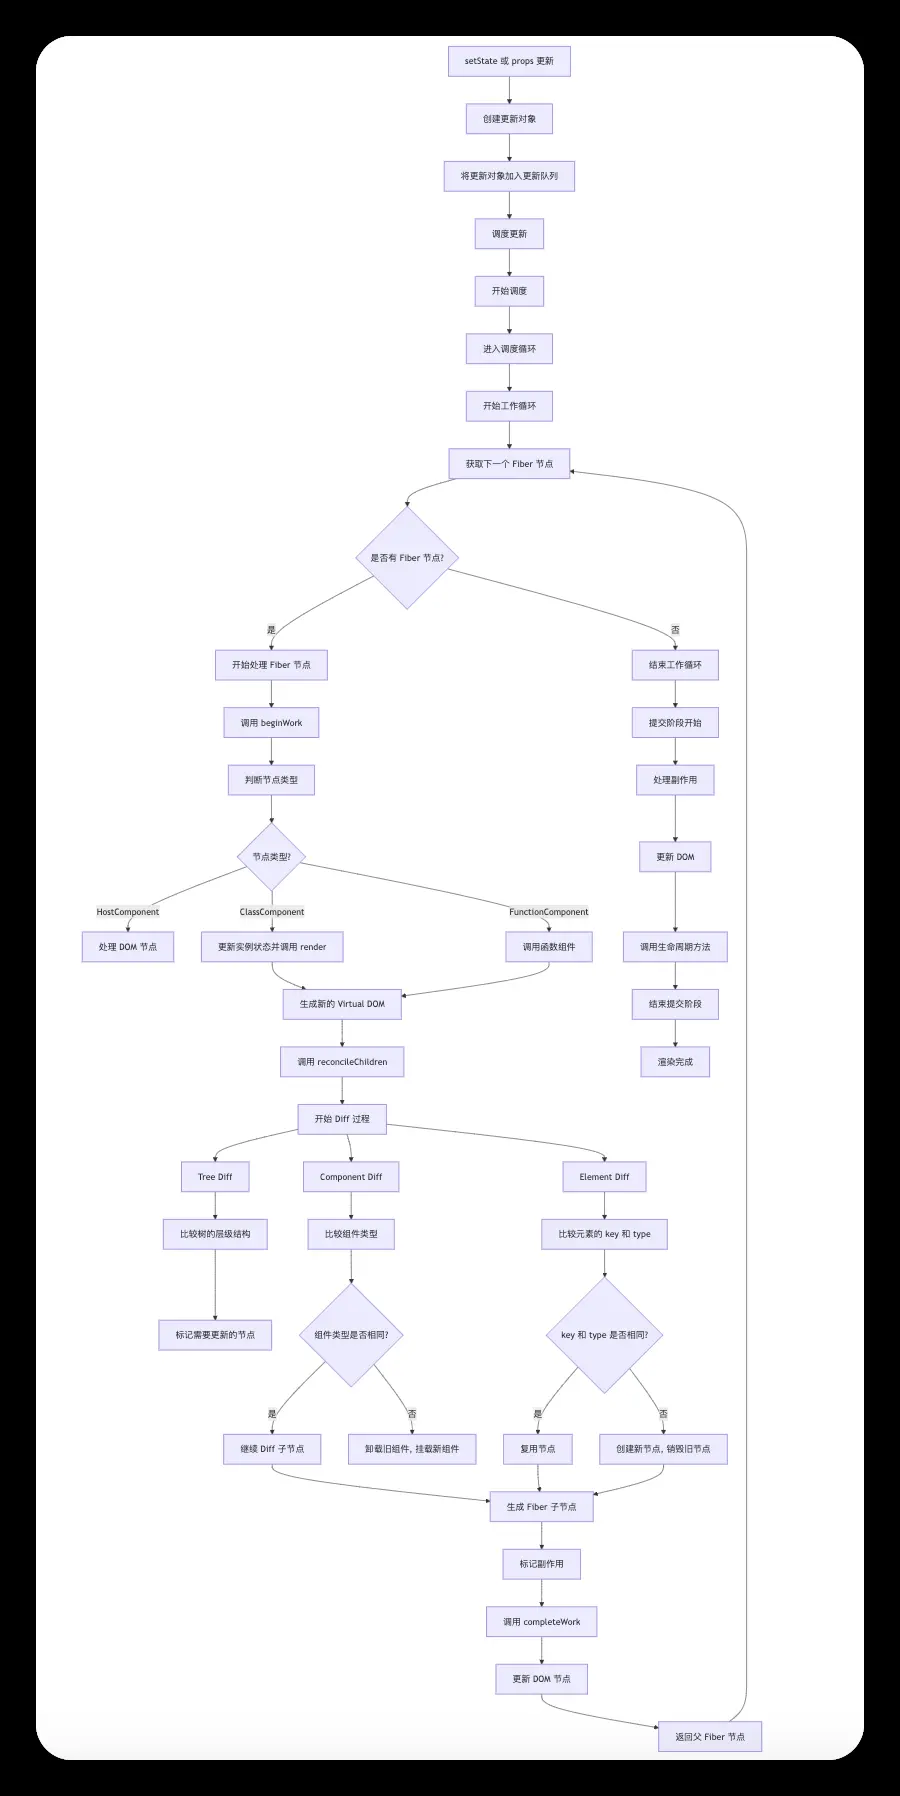 setState 或 props 更新
创建更新对象
将更新对象加入更新队列
调度更新
开始调度
进入调度循环
开始工作循环
获取下一个 Fiber 节点
是否有 Fiber 节点?
是
否
开始处理 Fiber 节点
结束工作循环
调用 beginWork
提交阶段开始
判断节点类型
处理副作用
节点类型?
更新 DOM
HostComponent
ClassComponent
FunctionComponent
处理 DOM 节点
更新实例状态并调用 render
调用函数组件
调用生命周期方法
生成新的 Virtual DOM
结束提交阶段
调用 reconcileChildren
渲染完成
开始 Diff 过程
Tree Diff
Component Diff
Element Diff
比较树的层级结构
比较组件类型
比较元素的 key 和 type
标记需要更新的节点
组件类型是否相同?
key 和 type 是否相同?
是
否
是
否
继续 Diff 子节点
卸载旧组件, 挂载新组件
复用节点
创建新节点, 销毁旧节点
生成 Fiber 子节点
标记副作用
调用 completeWork
更新 DOM 节点
返回父 Fiber 节点